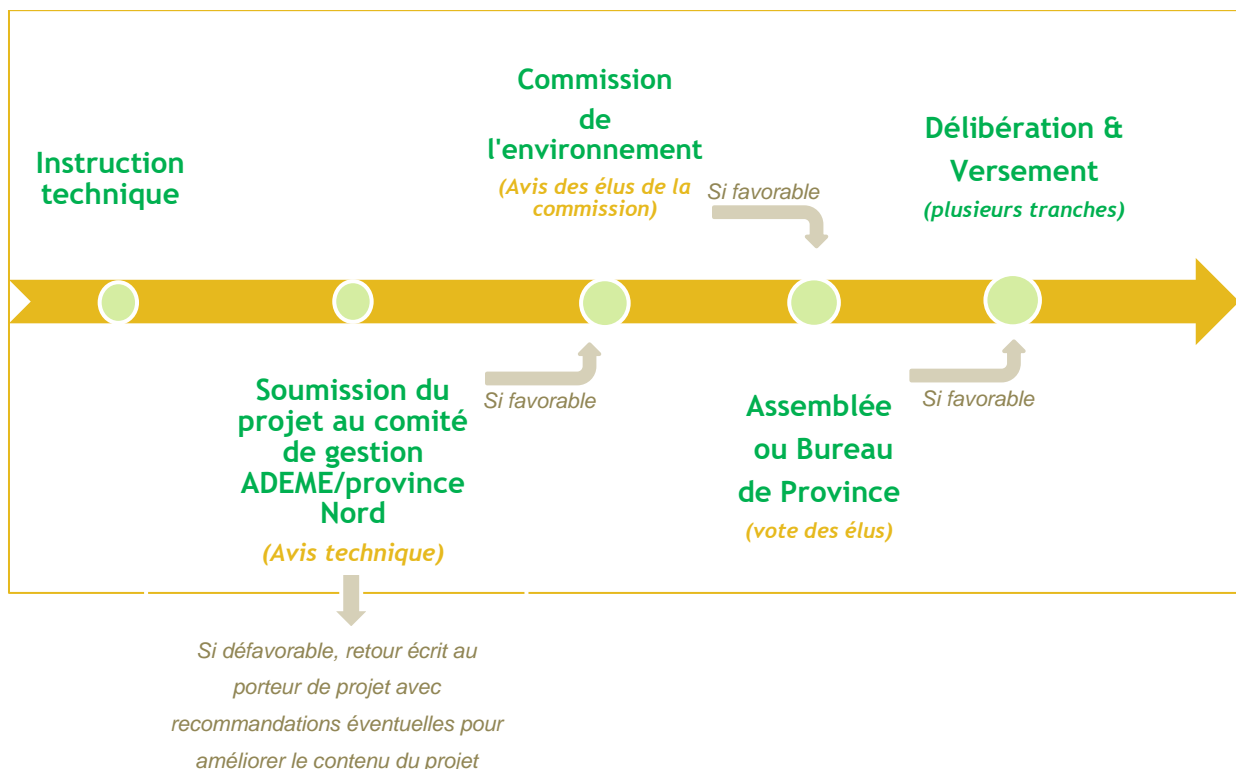 Instruction
technique
Soumission du
projet au comité
de gestion
ADEME/province
Nord
(Avis technique)
Si défavorable, retour écrit au
porteur de projet avec
recommandations éventuelles pour
améliorer le contenu du projet
Si favorable
Commission
de
l'environnement
(Avis des élus de la
commission)
Si favorable
Assemblée
ou Bureau
de Province
(vote des élus)
Si favorable
Délibération &
Versement
(plusieurs tranches)